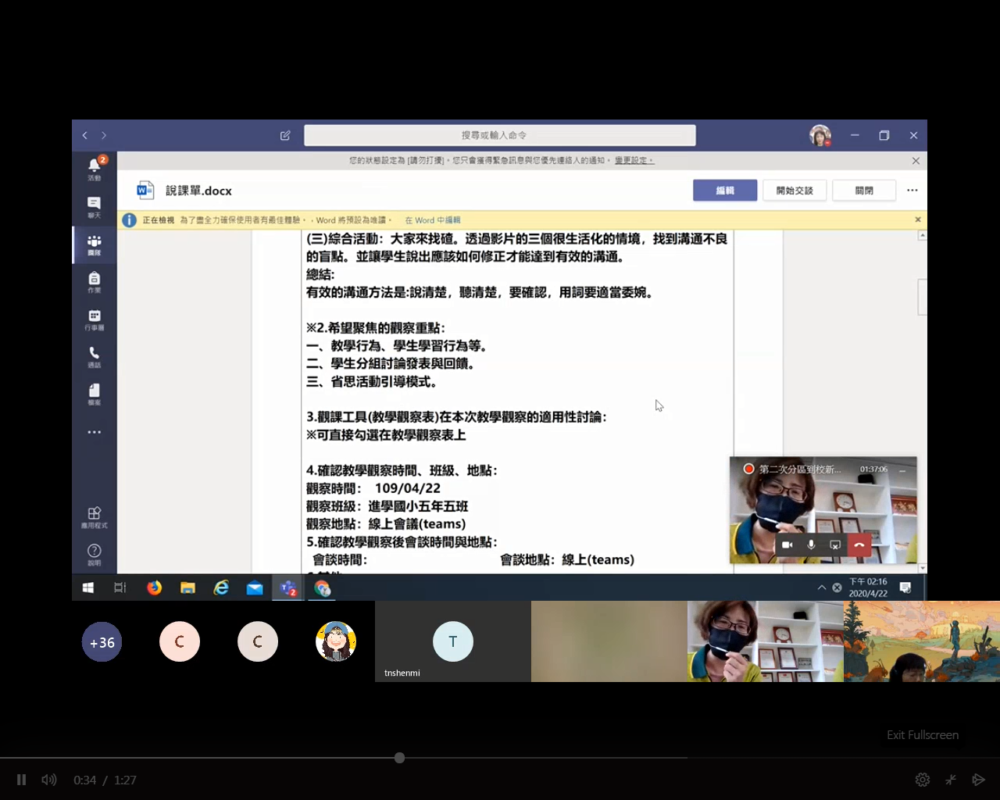 搜尋或輸入命令
您的狀態設定為 [請勿打擾]。您只會獲得緊急訊息與您優先連絡人的通知。 變更設定。
2
活動
聊天
團隊
作業
行事曆
通話
檔案
應用程式
說明
說課單.docx
編輯
開始交談
關閉
正在檢視 為了盡全力確保使用者有最佳體驗，，Word 將預設為唯讀。 在 Word 中編輯
(三)綜合活動：大家來找碴。透過影片的三個很生活化的情境，找到溝通不良
的盲點。並讓學生說出應該如何修正才能達到有效的溝通。
總結:
有效的溝通方法是:說清楚，聽清楚，要確認，用詞要適當委婉。
※2.希望聚焦的觀察重點：
一、教學行為、學生學習行為等。
二、學生分組討論發表與回饋。
三、省思活動引導模式。
3.觀課工具(教學觀察表)在本次教學觀察的適用性討論：
※可直接勾選在教學觀察表上
4.確認教學觀察時間、班級、地點：
觀察時間： 109/04/22
觀察班級：進學國小五年五班
觀察地點：線上會議(teams)
5.確認教學觀察後會談時間與地點：
會談時間： 會談地點：線上(teams)
第二次分區到校新... 01:37:06
下午 02:16
2020/4/22
+36
C
C
T
tnshenmi
Exit Fullscreen
0:34 / 1:27